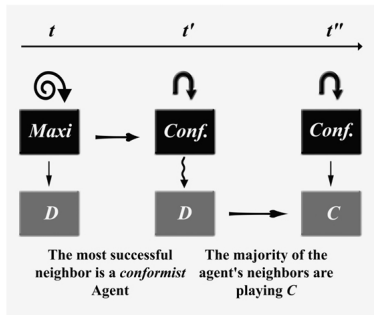 t t' t"
Maxi Conf. Conf.
D D C
The most successful
neighbor is a conformist
Agent
The majority of the
agent's neighbors are
playing C